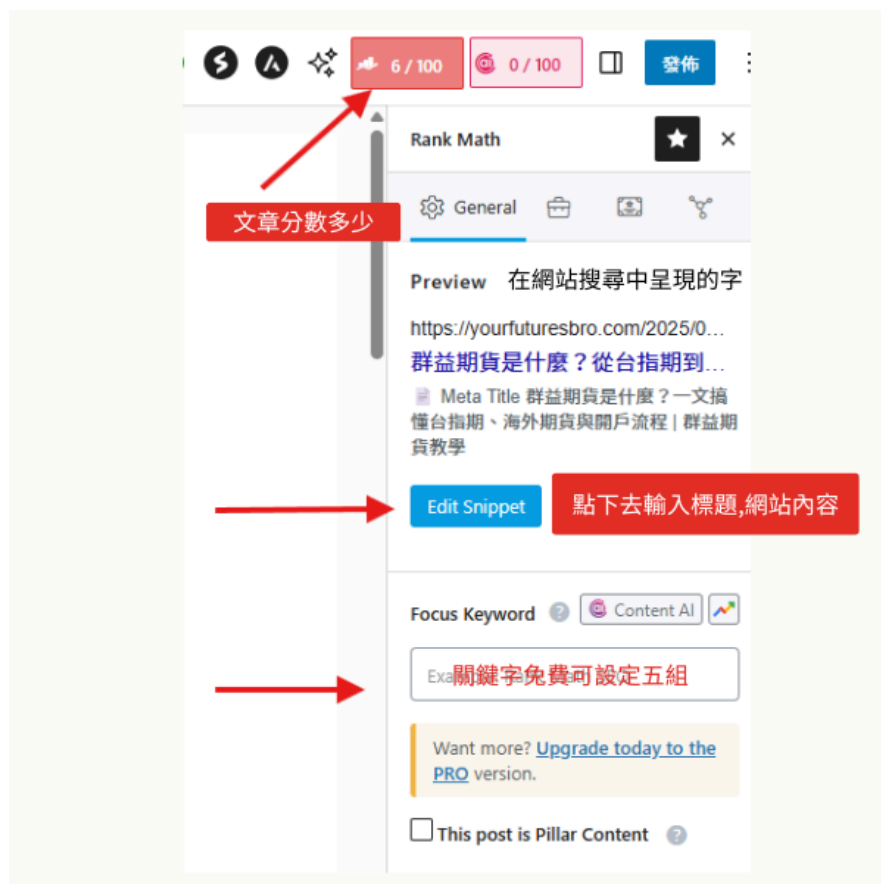 6 / 100
0 / 100
發佈
Rank Math
文章分數多少
General
Preview 在網站搜尋中呈現的字
https://yourfuturesbro.com/2025/0...
群益期貨是什麼？從台指期到...
Meta Title 群益期貨是什麼？一文搞
懂台指期、海外期貨與開戶流程 | 群益期
貨教學
Edit Snippet
點下去輸入標題,網站內容
Focus Keyword
Content AI
關鍵字免費可設定五組
Want more? Upgrade today to the
PRO version.
This post is Pillar Content